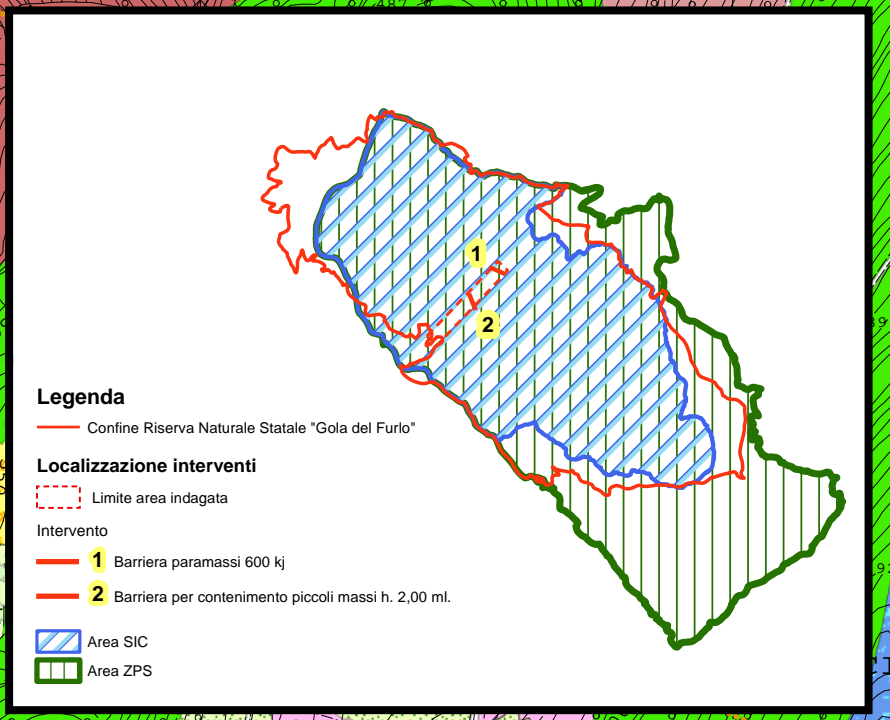 487
1
2
Legenda
Confine Riserva Naturale Statale "Gola del Furlo"
Localizzazione interventi
Limite area indagata
Intervento
1 Barriera paramassi 600 kj
2 Barriera per contenimento piccoli massi h. 2,00 ml.
Area SIC
Area ZPS